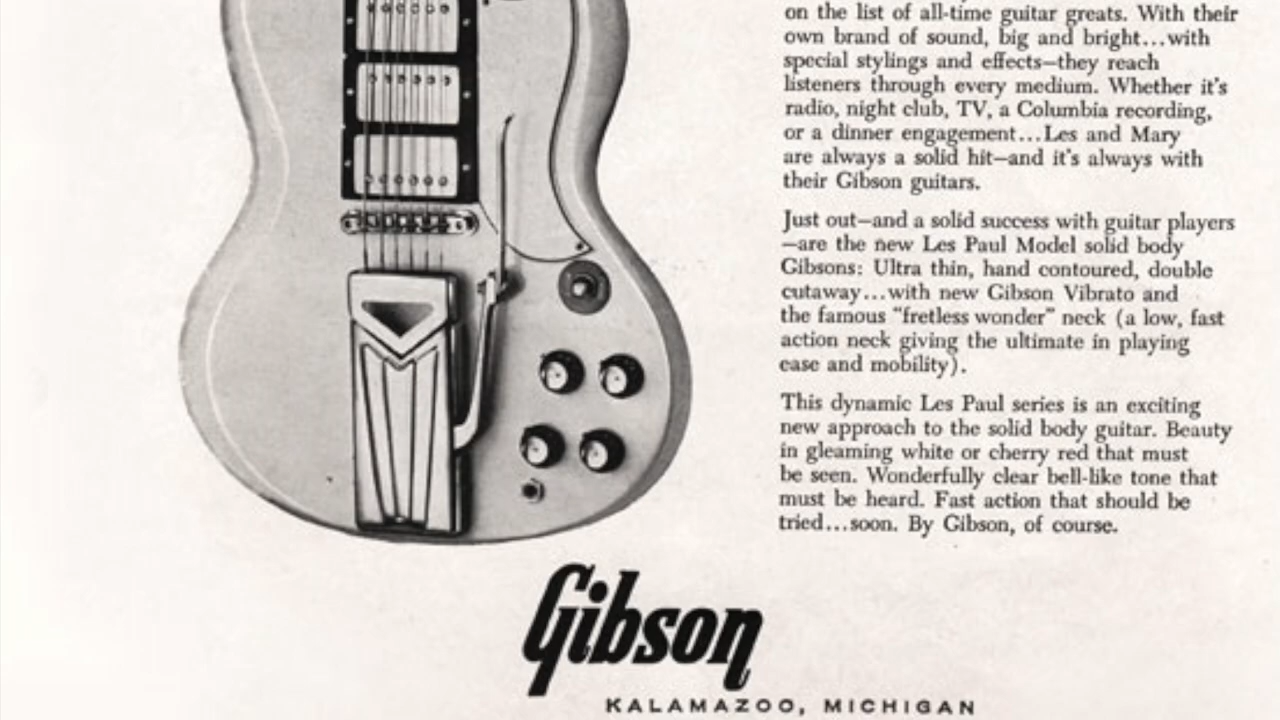 on the list of all-time guitar greats. With their
own brand of sound, big and bright...with
special stylings and effects—they reach
listeners through every medium. Whether it's
radio, night club, TV, a Columbia recording,
or a dinner engagement...Les and Mary
are always a solid hit—and it's always with
their Gibson guitars.
Just out—and a solid success with guitar players
—are the new Les Paul Model solid body
Gibsons: Ultra thin, hand contoured, double
cutaway...with new Gibson Vibrato and
the famous "fretless wonder" neck (a low, fast
action neck giving the ultimate in playing
ease and mobility).
This dynamic Les Paul series is an exciting
new approach to the solid body guitar. Beauty
in gleaming white or cherry red that must
be seen. Wonderfully clear bell-like tone that
must be heard. Fast action that should be
tried...soon. By Gibson, of course.
Gibson
KALAMAZOO, MICHIGAN